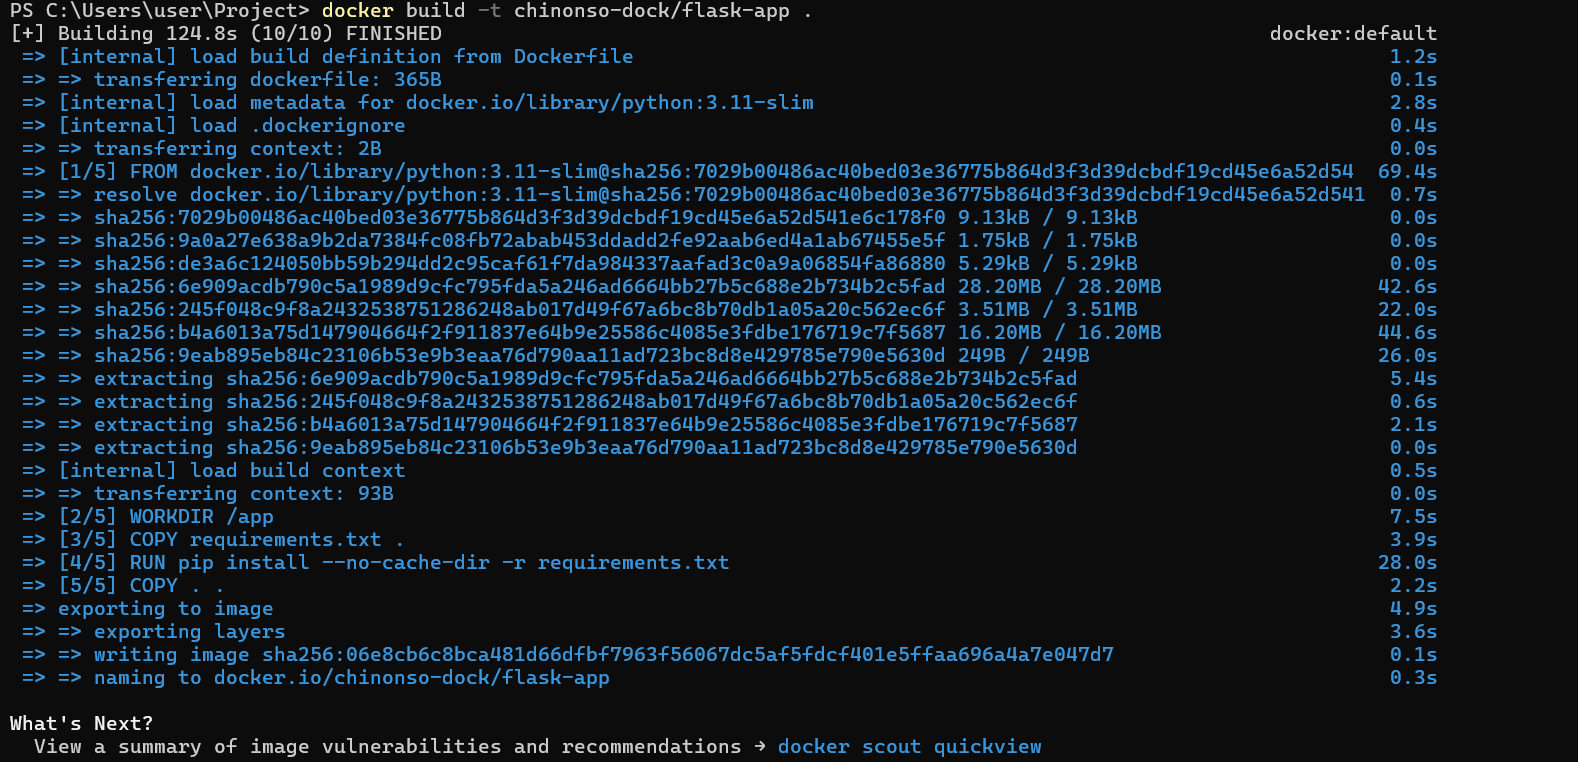 PS C:\Users\user\Project> docker build -t chinonso-dock/flask-app .
[+] Building 124.8s (10/10) FINISHED docker:default
=> [internal] load build definition from Dockerfile 1.2s
=> => transferring dockerfile: 365B 0.1s
=> [internal] load metadata for docker.io/library/python:3.11-slim 2.8s
=> [internal] load .dockerignore 0.4s
=> => transferring context: 2B 0.0s
=> [1/5] FROM docker.io/library/python:3.11-slim@sha256:7029b00486ac40bed03e36775b864d3f3d39dcbdf19cd45e6a52d54 69.4s
=> => resolve docker.io/library/python:3.11-slim@sha256:7029b00486ac40bed03e36775b864d3f3d39dcbdf19cd45e6a52d541 0.7s
=> => sha256:7029b00486ac40bed03e36775b864d3f3d39dcbdf19cd45e6a52d541e6c178f0 9.13kB / 9.13kB 0.0s
=> => sha256:9a0a27e638a9b2da7384fc08fb72abab453ddadd2fe92aab6ed4a1ab67455e5f 1.75kB / 1.75kB 0.0s
=> => sha256:de3a6c124050bb59b294dd2c95caf61f7da984337aafad3c0a9a06854fa86880 5.29kB / 5.29kB 0.0s
=> => sha256:6e909acdb790c5a1989d9cfc795fda5a246ad6664bb27b5c688e2b734b2c5fad 28.20MB / 28.20MB 42.6s
=> => sha256:245f048c9f8a2432538751286248ab017d49f67a6bc8b70db1a05a20c562ec6f 3.51MB / 3.51MB 22.0s
=> => sha256:b4a6013a75d147904664f2f911837e64b9e25586c4085e3fdbe176719c7f5687 16.20MB / 16.20MB 44.6s
=> => sha256:9eab895eb84c23106b53e9b3eaa76d790aa11ad723bc8d8e429785e790e5630d 249B / 249B 26.0s
=> => extracting sha256:6e909acdb790c5a1989d9cfc795fda5a246ad6664bb27b5c688e2b734b2c5fad 5.4s
=> => extracting sha256:245f048c9f8a2432538751286248ab017d49f67a6bc8b70db1a05a20c562ec6f 0.6s
=> => extracting sha256:b4a6013a75d147904664f2f911837e64b9e25586c4085e3fdbe176719c7f5687 2.1s
=> => extracting sha256:9eab895eb84c23106b53e9b3eaa76d790aa11ad723bc8d8e429785e790e5630d 0.0s
=> [internal] load build context 0.5s
=> => transferring context: 93B 0.0s
=> [2/5] WORKDIR /app 7.5s
=> [3/5] COPY requirements.txt . 3.9s
=> [4/5] RUN pip install --no-cache-dir -r requirements.txt 28.0s
=> [5/5] COPY . . 2.2s
=> exporting to image 4.9s
=> => exporting layers 3.6s
=> => writing image sha256:06e8cb6c8bca481d66dfbf7963f56067dc5af5fdcf401e5ffaa696a4a7e047d7 0.1s
=> => naming to docker.io/chinonso-dock/flask-app 0.3s
What's Next?
View a summary of image vulnerabilities and recommendations → docker scout quickview